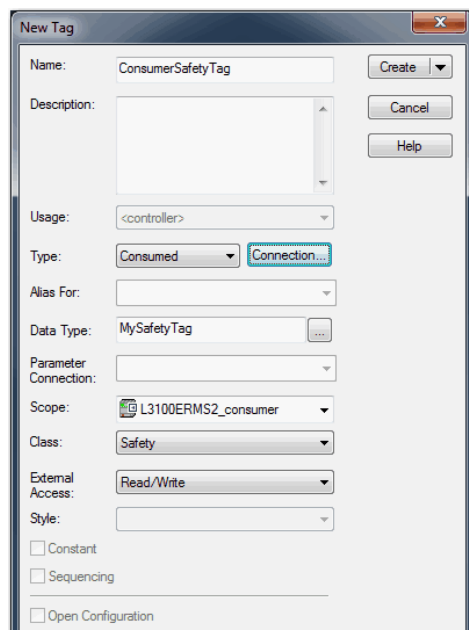 New Tag
Name: ConsumerSafetyTag Create
Description: Cancel
Help
Usage: <controller>
Type: Consumed Connection...
Alias For:
Data Type: MySafetyTag ...
Parameter
Connection:
Scope: L3100ERMS2_consumer
Class: Safety
External
Access: Read/Write
Style:
Constant
Sequencing
Open Configuration